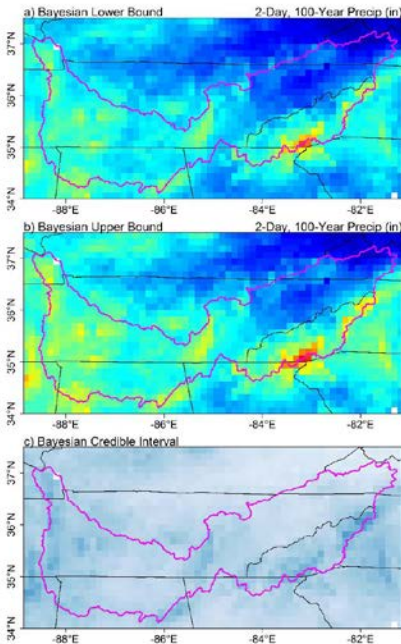 a) Bayesian Lower Bound 2-Day, 100-Year Precip (in)
37°N
36°N
35°N
34°N
-88°E -86°E -84°E -82°E
b) Bayesian Upper Bound 2-Day, 100-Year Precip (in)
37°N
36°N
35°N
34°N
-88°E -86°E -84°E -82°E
c) Bayesian Credible Interval
37°N
36°N
35°N
34°N
-88°E -86°E -84°E -82°E